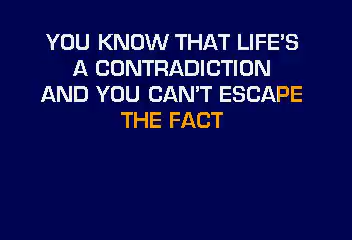 YOU KNOW THAT LIFE'S
A CONTRADICTION
AND YOU CAN'T ESCAPE
THE FACT